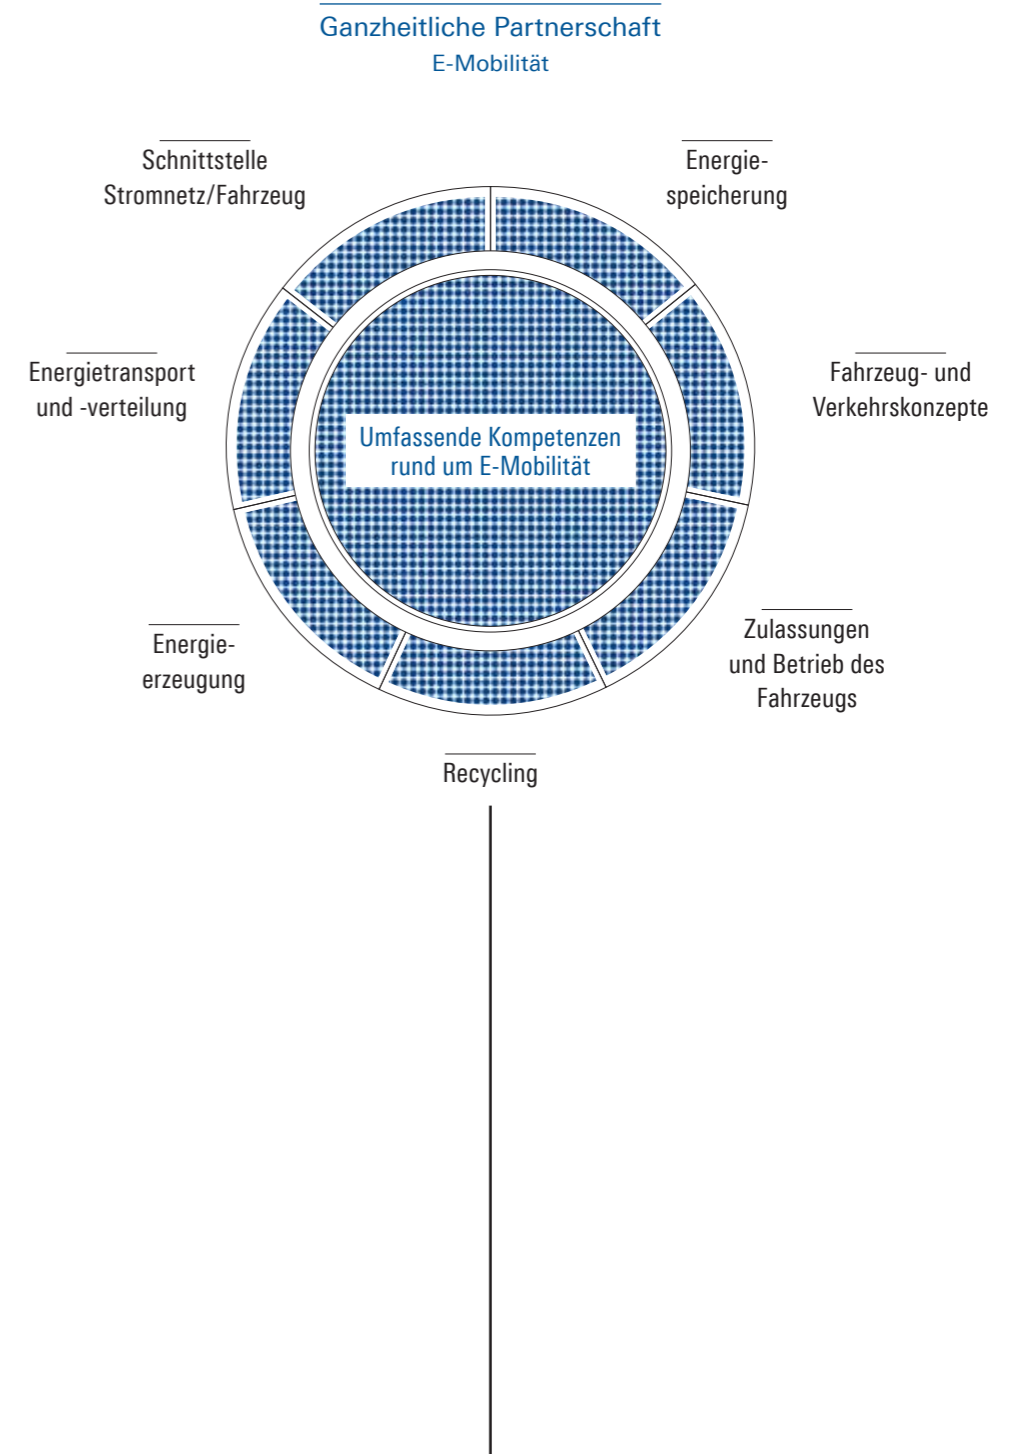 Ganzheitliche Partnerschaft
E-Mobilität
Schnittstelle
Stromnetz/Fahrzeug
Energie-
speicherung
Energietransport
und -verteilung
Fahrzeug- und
Verkehrskonzepte
Umfassende Kompetenzen
rund um E-Mobilität
Energie-
erzeugung
Zulassungen
und Betrieb des
Fahrzeugs
Recycling